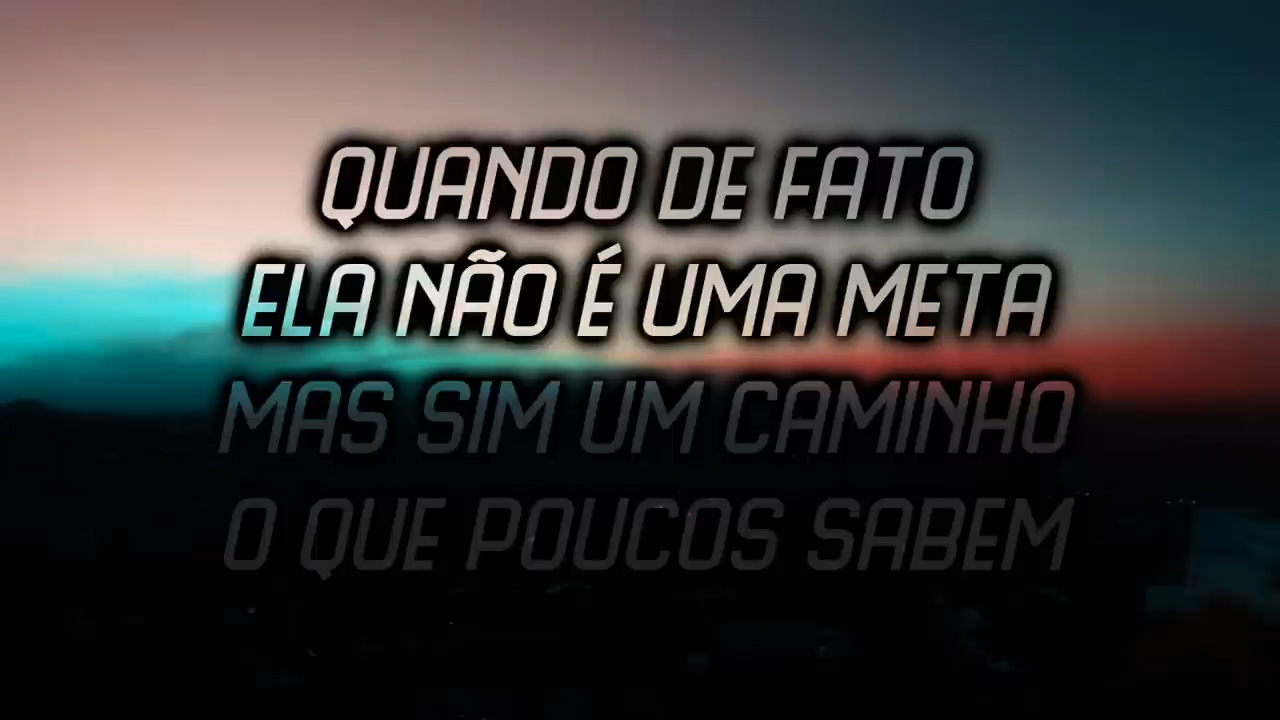 QUANDO DE FATO
ELA NÃO É UMA META
MAS SIM UM CAMINHO
O QUE POUCOS SABEM